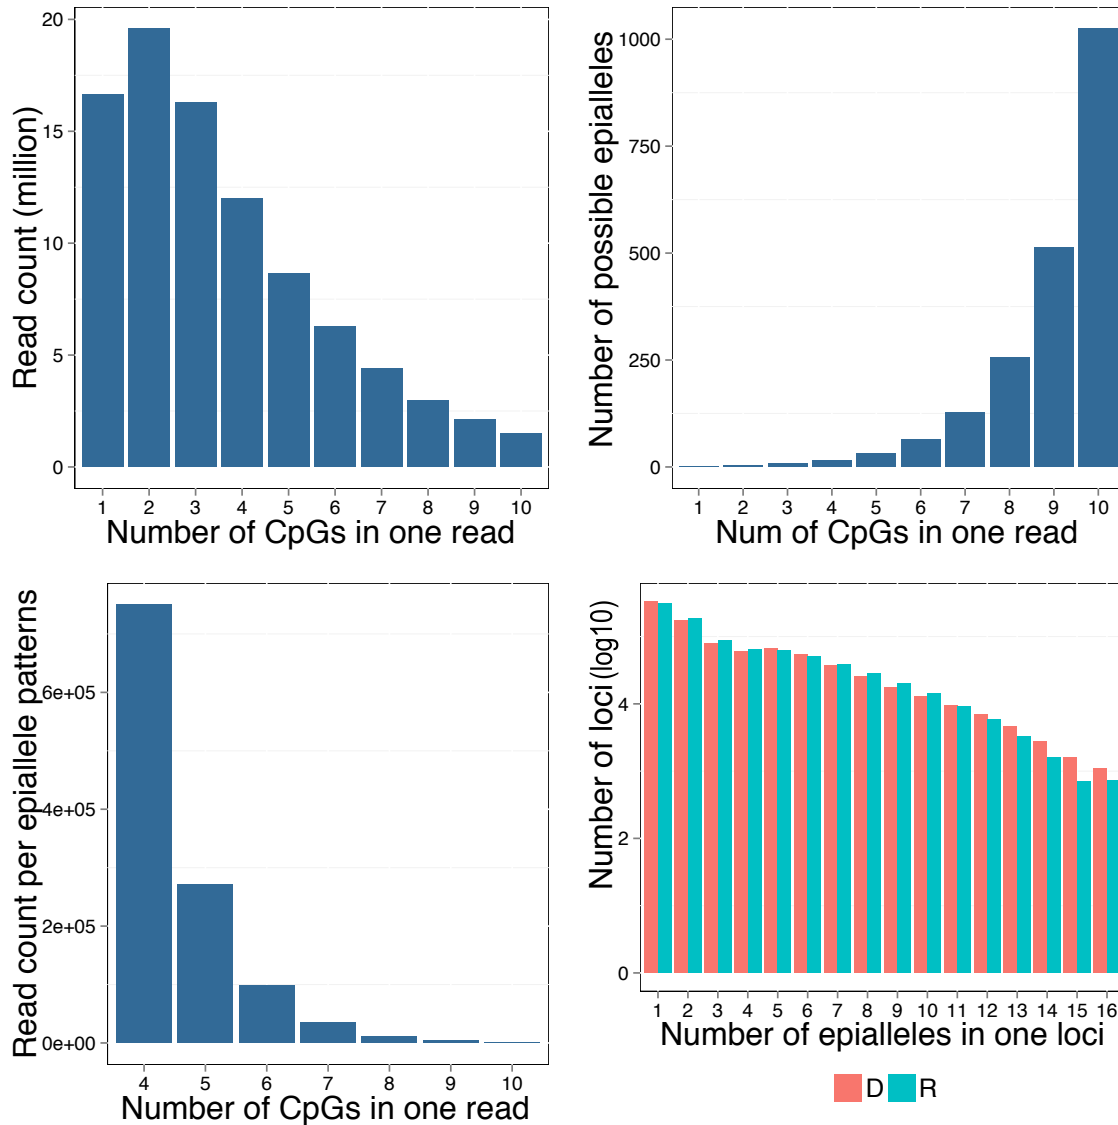 Read count (million)
20
15
10
5
0
1 2 3 4 5 6 7 8 9 10
Number of CpGs in one read
Number of possible epialleles
1000
750
500
250
0
1 2 3 4 5 6 7 8 9 10
Num of CpGs in one read
Read count per epiallele patterns
6e+05
4e+05
2e+05
0e+00
4 5 6 7 8 9 10
Number of CpGs in one read
Number of loci (log10)
4
2
0
1 2 3 4 5 6 7 8 9 10 11 12 13 14 15 16
Number of epialleles in one loci
D R